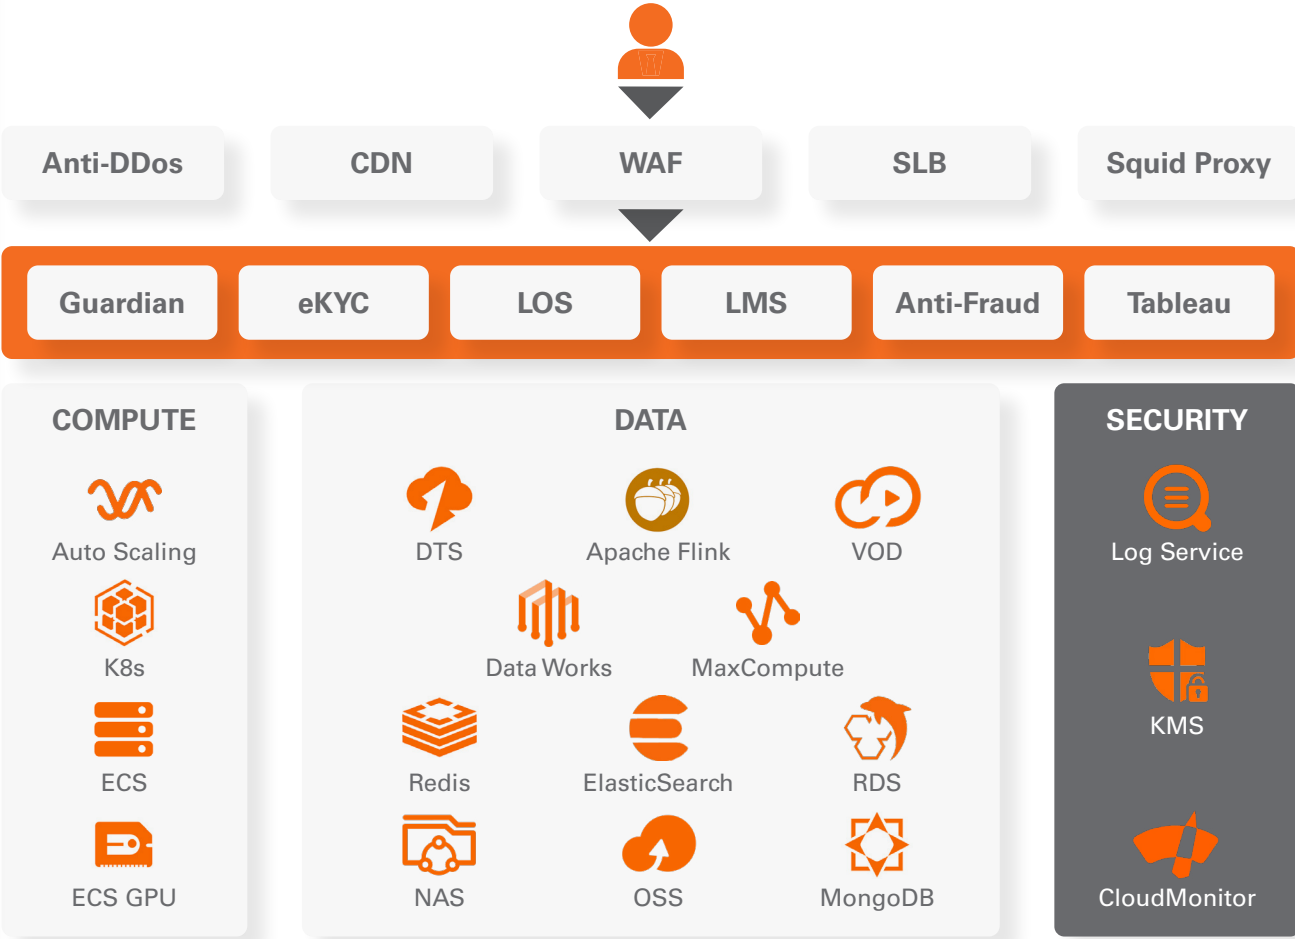 Anti-DDos
CDN
WAF
SLB
Squid Proxy
Guardian
eKYC
LOS
LMS
Anti-Fraud
Tableau
COMPUTE
Auto Scaling
K8s
ECS
ECS GPU
DATA
DTS
Apache Flink
VOD
Data Works
MaxCompute
Redis
ElasticSearch
RDS
NAS
OSS
MongoDB
SECURITY
Log Service
KMS
CloudMonitor